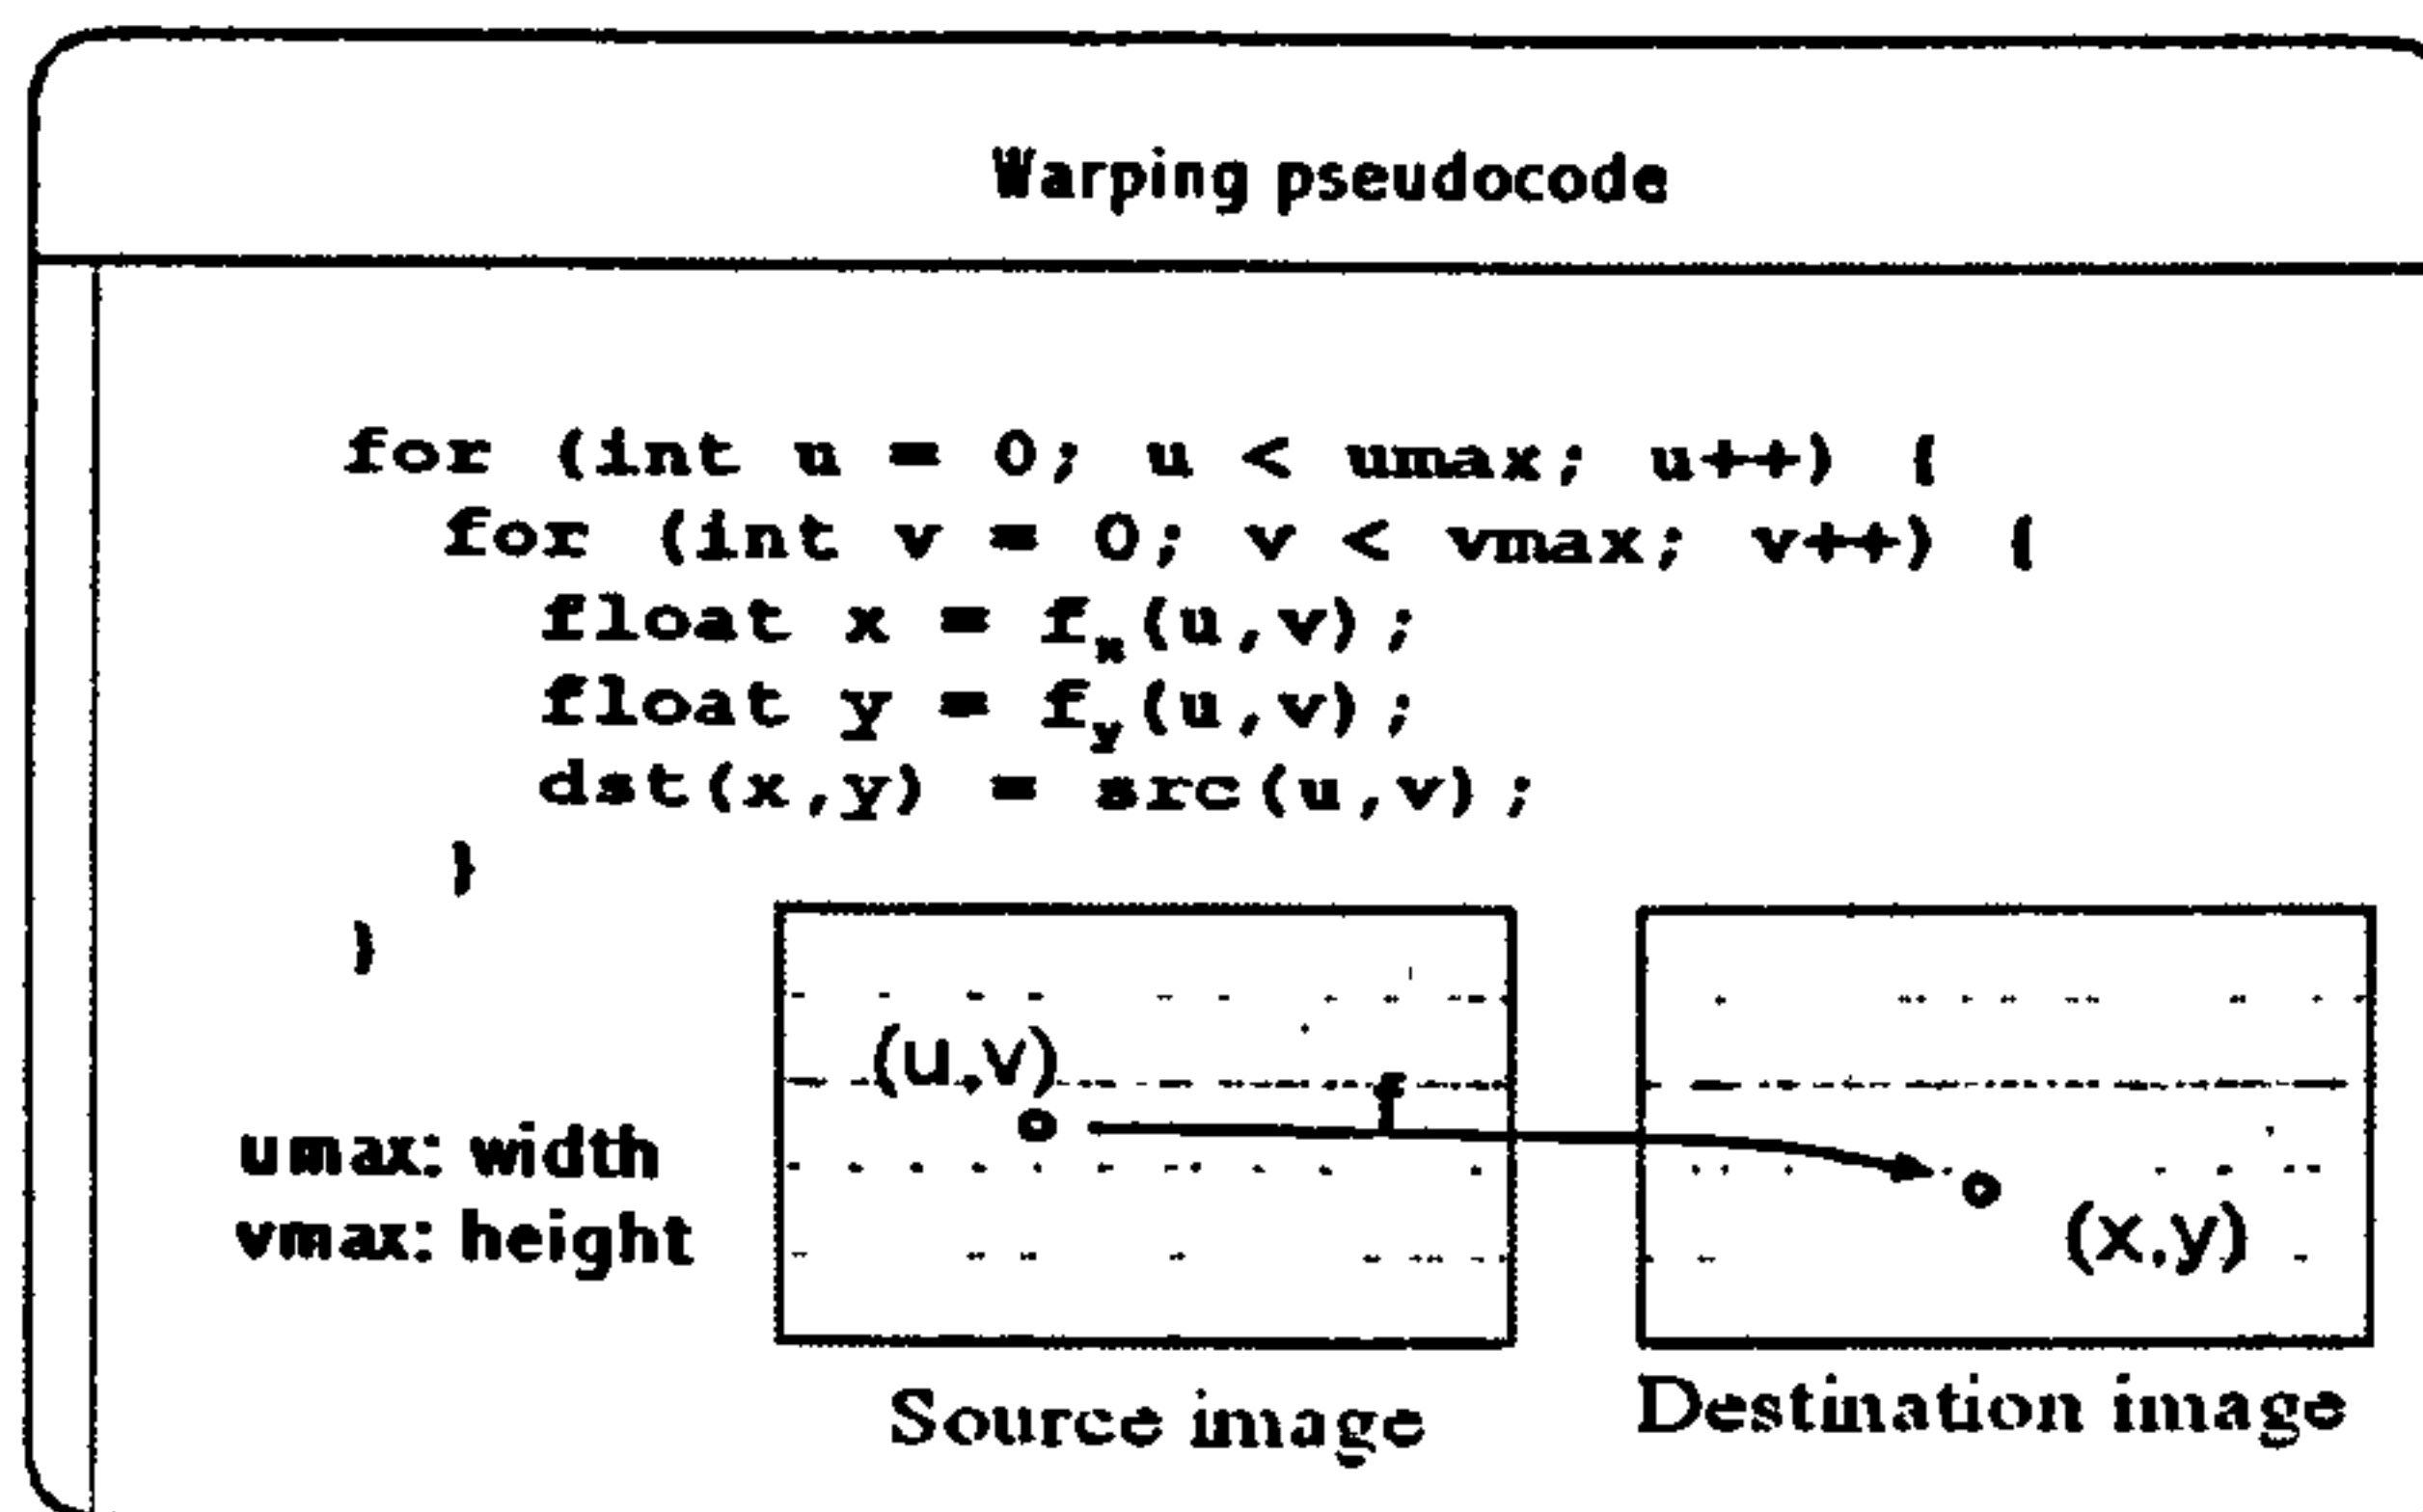 Warping pseudocode
for (int u = 0; u < umax; u++) {
for (int v = 0; v < vmax; v++) {
float x = fx(u,v);
float y = fy(u,v);
dst(x,y) = src(u,v);
}
}
(u,v)
f
umax: width
vmax: height
(x,y)
Source image
Destination image